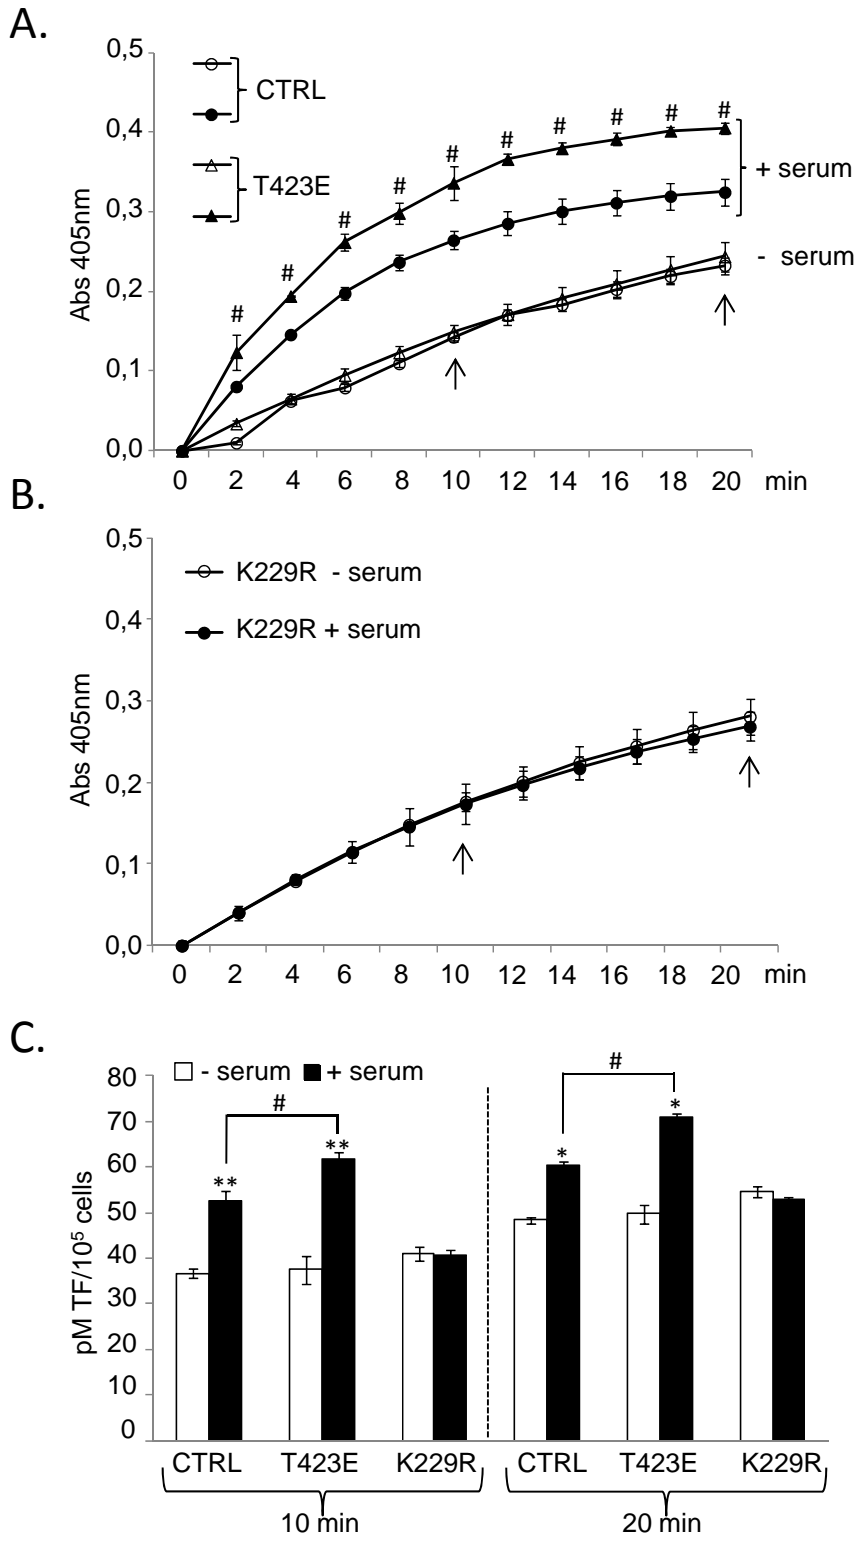 A.
0,5
0,4
0,3
0,2
0,1
0,0
Abs 405nm
CTRL
T423E
# # # # # # # # # #
+ serum
- serum
0 2 4 6 8 10 12 14 16 18 20 min
B.
0,5
0,4
0,3
0,2
0,1
0,0
Abs 405nm
K229R - serum
K229R + serum
0 2 4 6 8 10 12 14 16 18 20 min
C.
- serum + serum
80
70
60
50
40
30
20
10
0
pM TF/10⁵ cells
#
#
** ** * *
CTRL T423E K229R CTRL T423E K229R
10 min 20 min